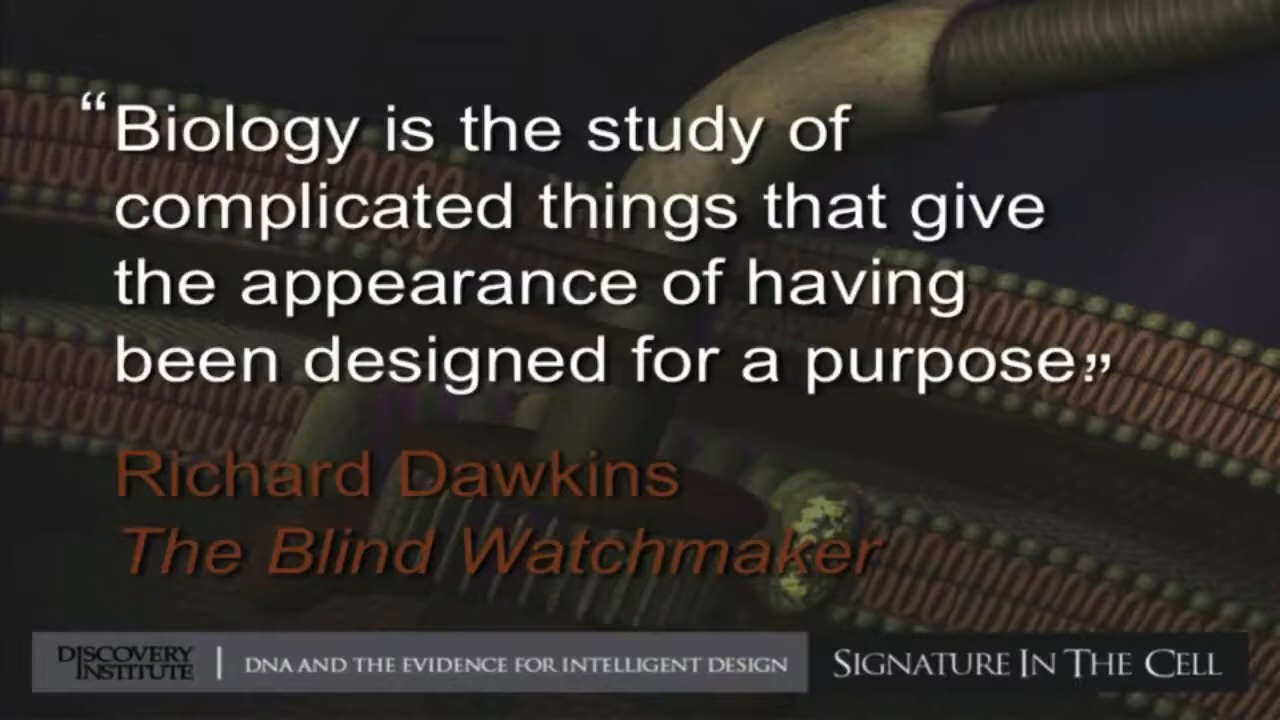 “Biology is the study of
complicated things that give
the appearance of having
been designed for a purpose.”
Richard Dawkins
The Blind Watchmaker
DISCOVERY
INSTITUTE
DNA AND THE EVIDENCE FOR INTELLIGENT DESIGN
SIGNATURE IN THE CELL